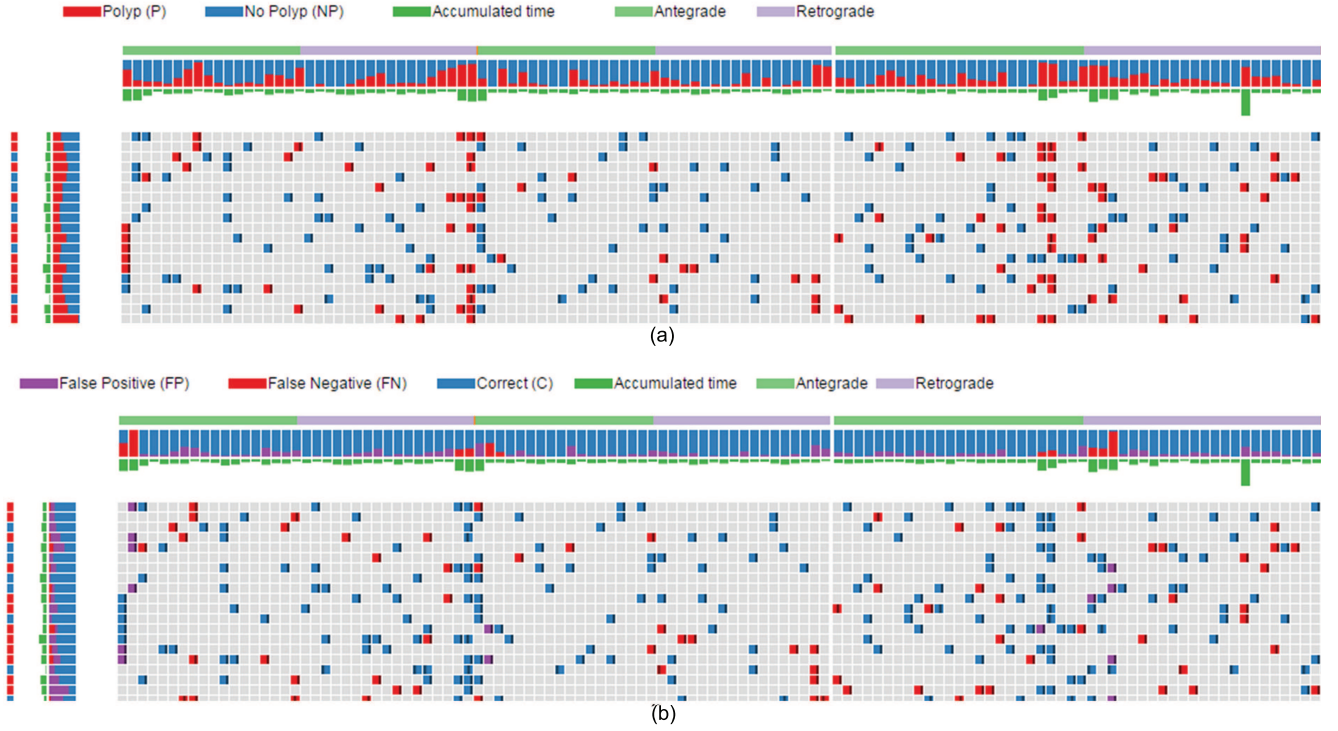 Polyp (P) No Polyp (NP) Accumulated time Antegrade Retrograde
(a)
False Positive (FP) False Negative (FN) Correct (C) Accumulated time Antegrade Retrograde
(b)